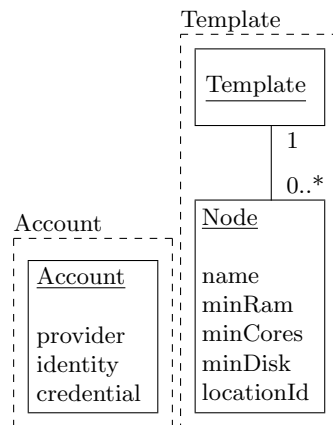 Template
Template
1
0..*
Node
name
minRam
minCores
minDisk
locationId
Account
Account
provider
identity
credential